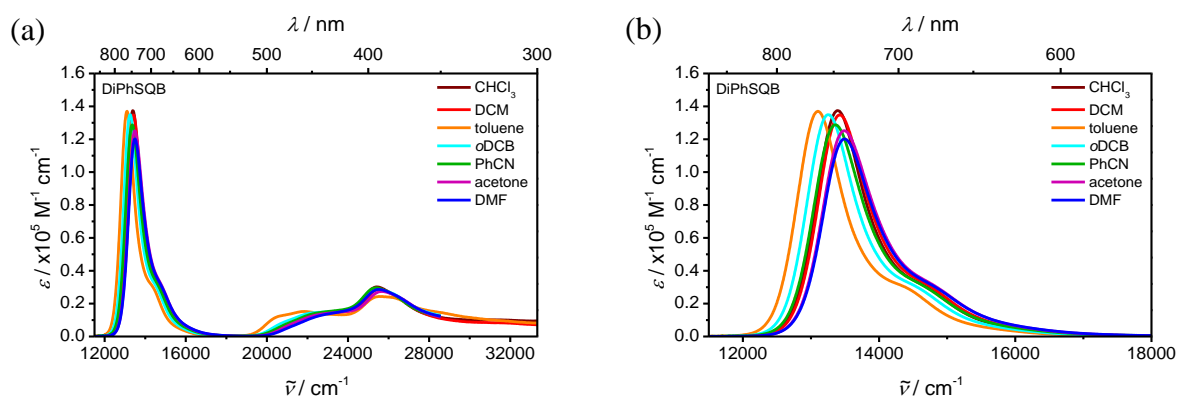 (a)
λ / nm
800 700 600 500 400 300
1.6
1.4
1.2
1.0
0.8
0.6
0.4
0.2
0.0
ε / x10⁵ M⁻¹ cm⁻¹
DiPhSQB
CHCl₃
DCM
toluene
oDCB
PhCN
acetone
DMF
12000 16000 20000 24000 28000 32000
ṽ / cm⁻¹
(b)
λ / nm
800 700 600
1.6
1.4
1.2
1.0
0.8
0.6
0.4
0.2
0.0
ε / x10⁵ M⁻¹ cm⁻¹
DiPhSQB
CHCl₃
DCM
toluene
oDCB
PhCN
acetone
DMF
12000 14000 16000 18000
ṽ / cm⁻¹